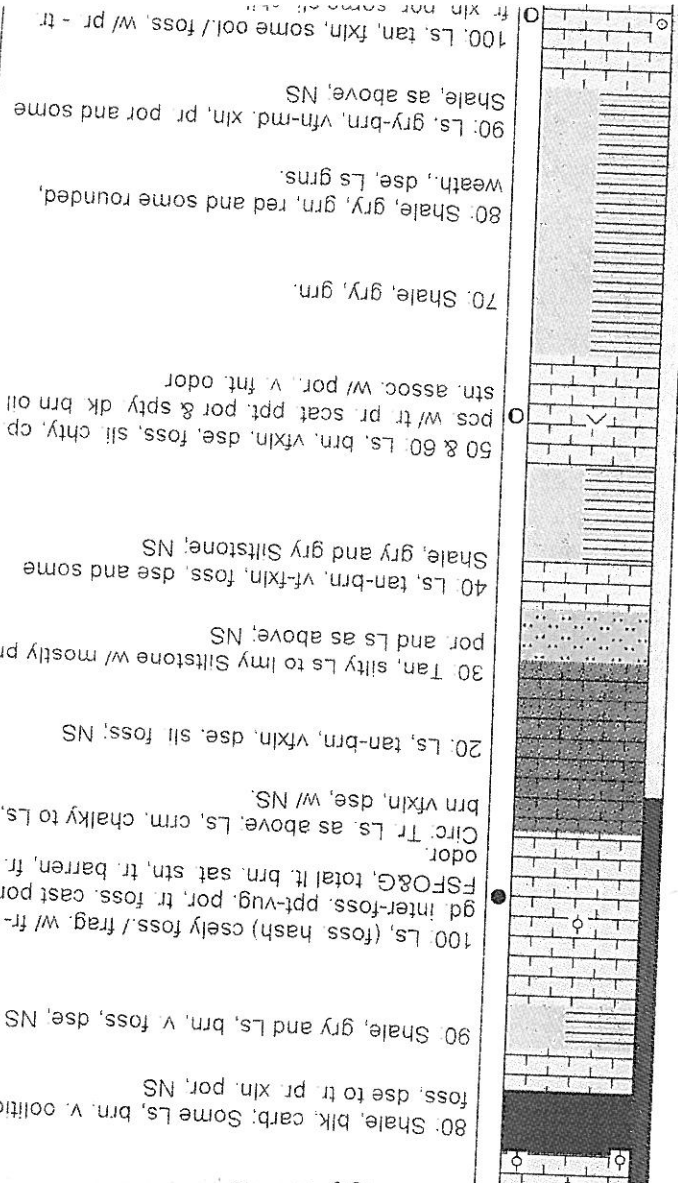 80: Shale, blk. carb; Some Ls, brn. v. oolitic
foss. dse to tr. pr. xln. por, NS
90: Shale, gry and Ls, brn. v. foss, dse, NS
100: Ls, (foss. hash) csely foss./ frag. w/ fr-
gd. inter-foss. ppt-vug. por, tr. foss. cast por
FSFO&G, total lt. brn. sat. stn, tr. barren, fr.
odor.
Circ: Tr. Ls. as above: Ls, crm. chalky to Ls,
brn vfxln, dse, w/ NS.
20: Ls, tan-brn, vfxln, dse. sli foss; NS
30: Tan, silty Ls to lmy Siltstone w/ mostly pr
por. and Ls as above; NS
40: Ls, tan-brn, vf-fxln, foss, dse and some
Shale, gry and gry Siltstone; NS
50 & 60: Ls, brn, vfxln, dse, foss, sli. chty, cp
pcs w/ tr. pr. scat. ppt. por & spty dk. brn oil
stn. assoc. w/ por. v. fnt. odor
70: Shale, gry, grn.
80: Shale, gry, grn, red and some rounded,
weath., dse, Ls grns.
90: Ls, gry-brn, vfn-md. xln, pr. por and some
Shale, as above; NS
100: Ls, tan, fxln, some ool./ foss, w/ pr - tr
fr. xln